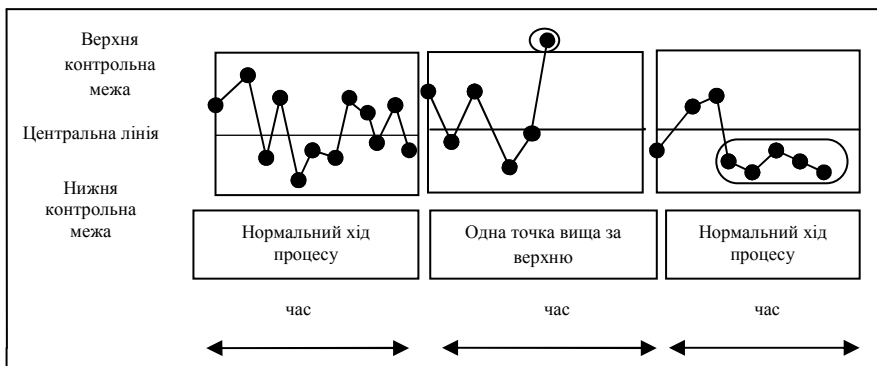 Верхня
контрольна
межа
Центральна лінія
Нижня
контрольна
межа
Нормальний хід
процесу
Одна точка вища за
верхню
Нормальний хід
процесу
час
час
час